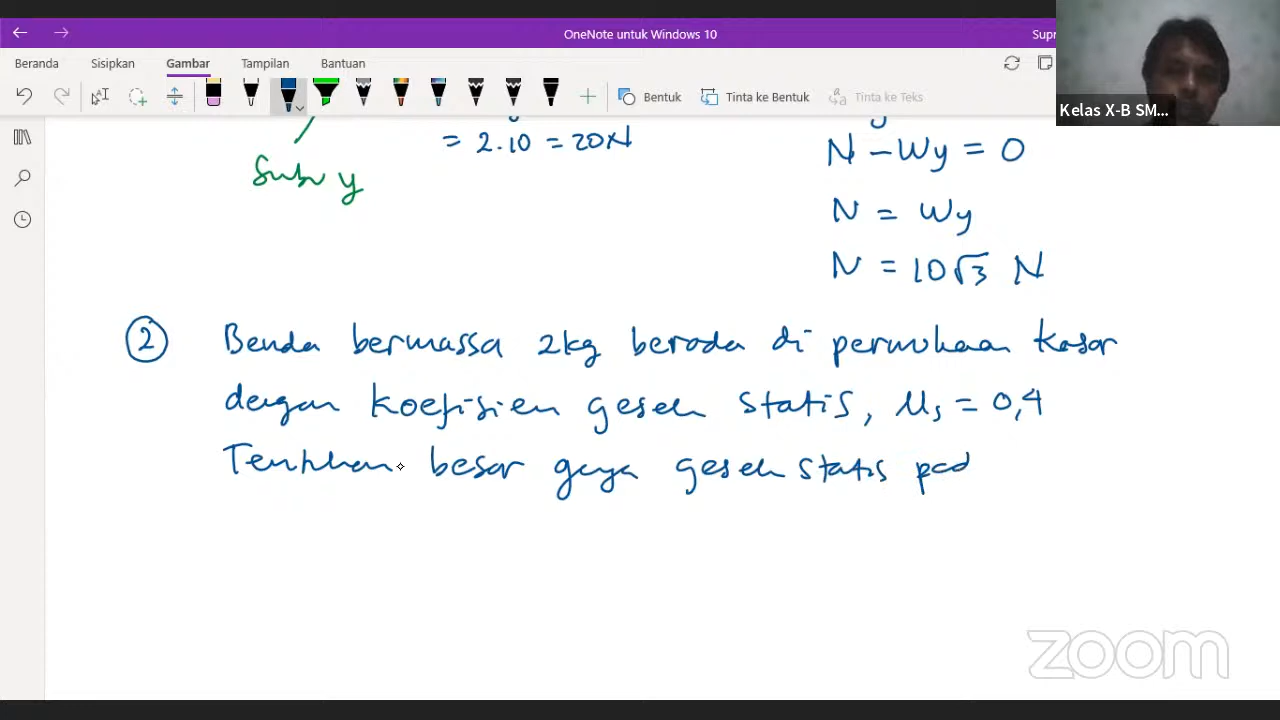 OneNote untuk Windows 10
Supr
Beranda Sisipkan Gambar Tampilan Bantuan
Bentuk Tinta ke Bentuk Tinta ke Teks
Kelas X-B SM...
= 2.10 = 20N
Subu y
N - Wy = 0
N = Wy
N = 10√3 N
2 Benda bermassa 2kg berada di permukaan kasar
dengan koefisien gesek statis, μs = 0,4
Tentukan besar gaya gesek statis pad
zoom